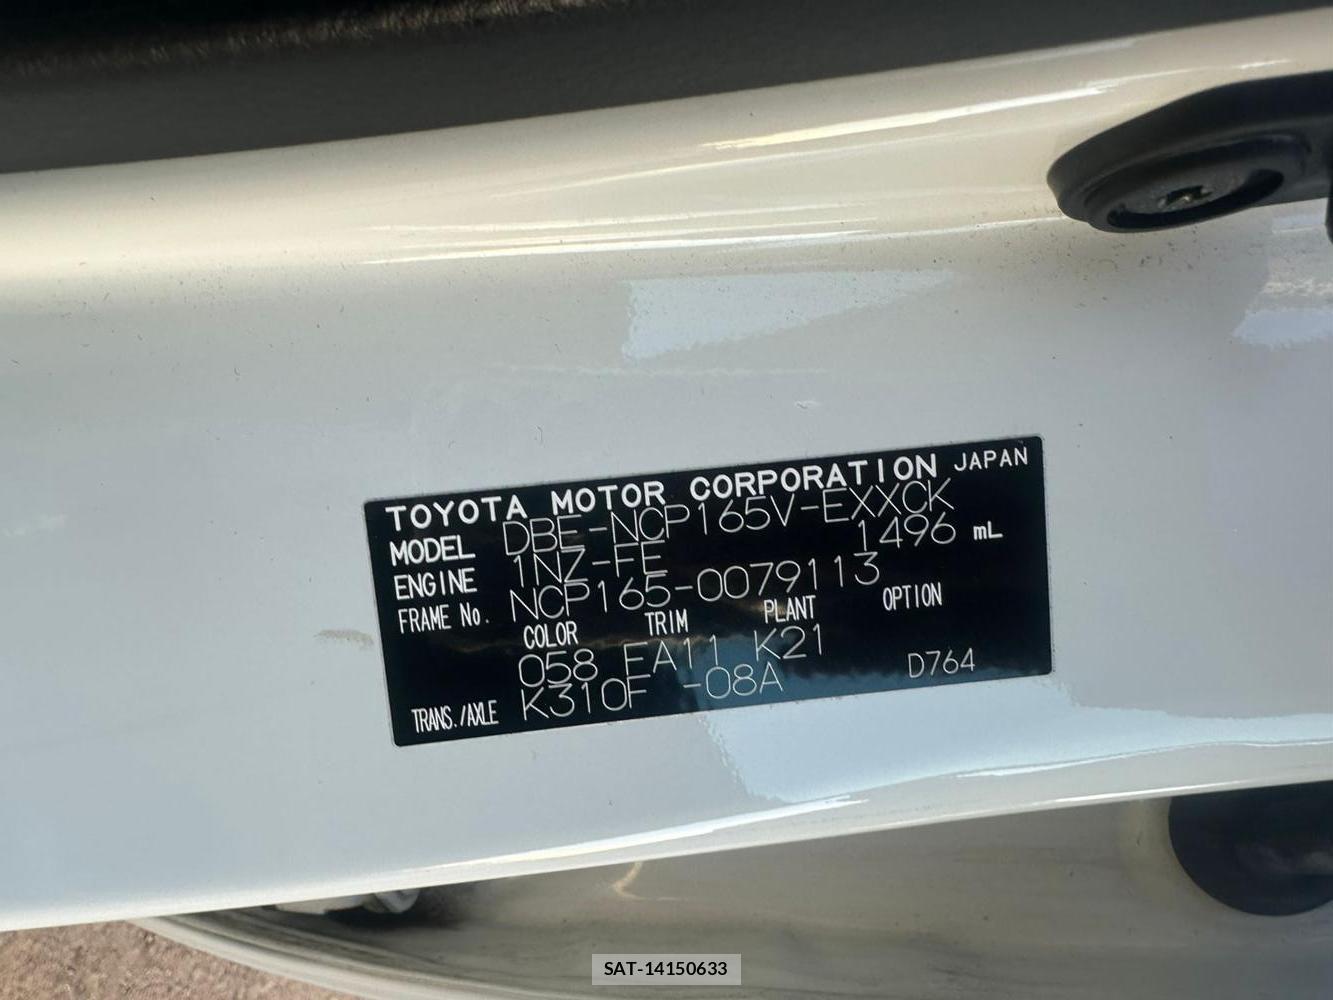 TOYOTA MOTOR CORPORATION JAPAN
MODEL DBE-NCP165V-EXXCK
ENGINE 1NZ-FE 1496 mL
FRAME No. NCP165-0079113
COLOR TRIM PLANT OPTION
058 FA11 K21
TRANS./AXLE K310F -08A D764
SAT-14150633